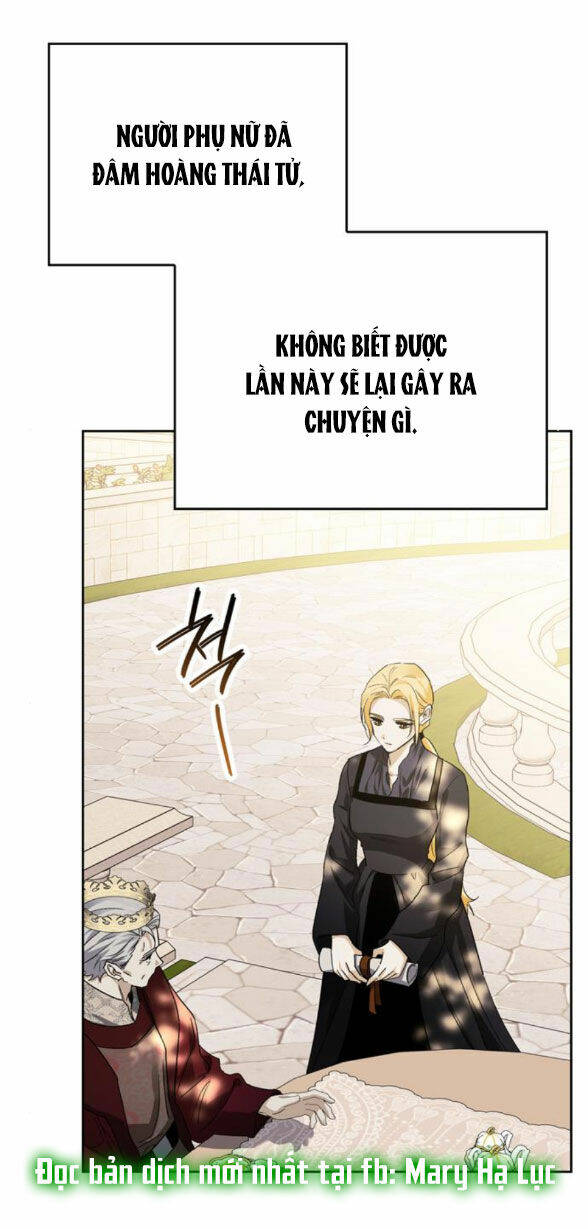 NGƯỜI PHỤ NỮ ĐÃ
ĐÂM HOÀNG THÁI TỬ,
KHÔNG BIẾT ĐƯỢC
LẦN NÀY SẼ LẠI GÂY RA
CHUYỆN GÌ.
척
Đọc bản dịch mới nhất tại fb: Mary Hạ Lục